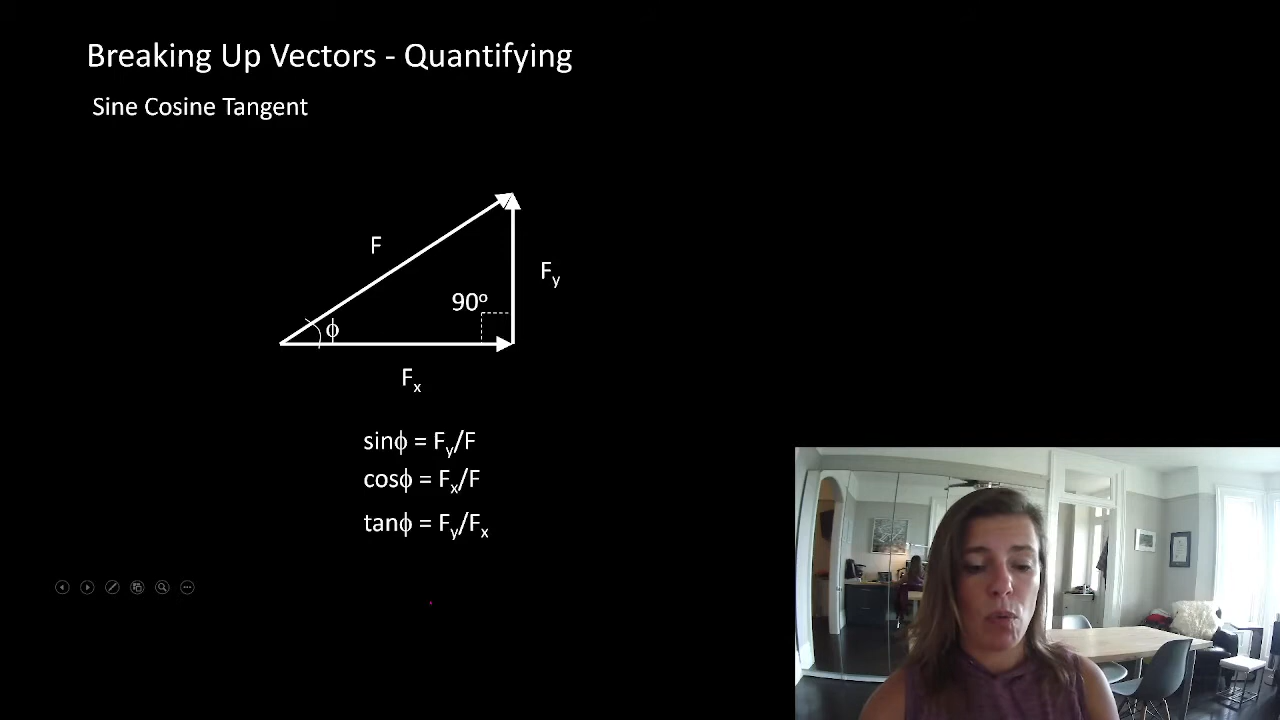 Breaking Up Vectors - Quantifying
Sine Cosine Tangent
F
Fy
90º
ϕ
Fx
sinϕ = Fy/F
cosϕ = Fx/F
tanϕ = Fy/Fx